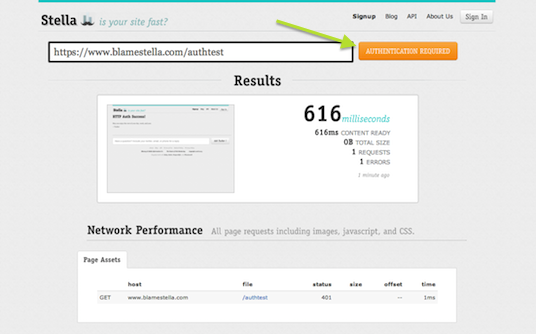 Stella is your site fast? Signup Blog API About Us Sign In
https://www.blamestella.com/authtest AUTHENTICATION REQUIRED
Results
HTTP Auth Success!
616 milliseconds
616ms CONTENT READY
0B TOTAL SIZE
1 REQUESTS
1 ERRORS
1 minute ago
Network Performance All page requests including images, javascript, and CSS.
Page Assets
host file status size offset time
GET www.blamestella.com /authtest 401 -- 1ms